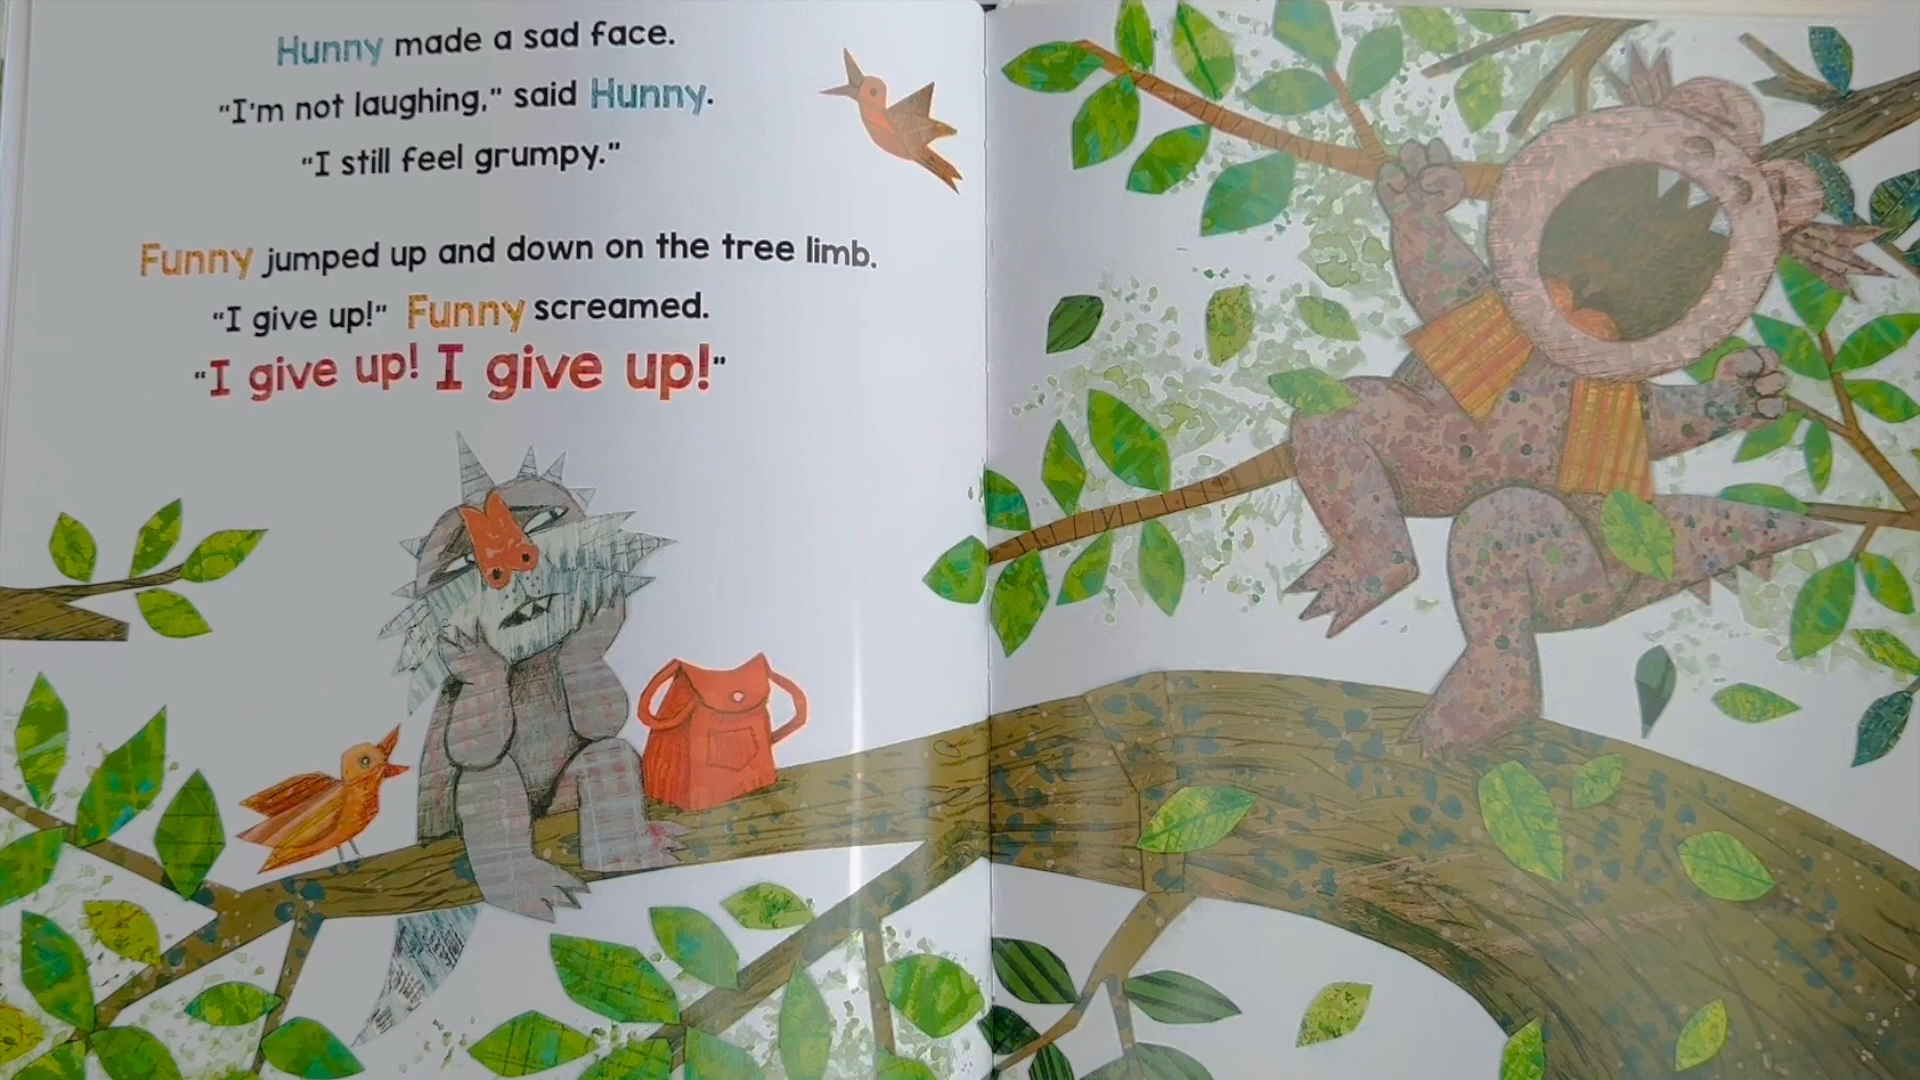 Hunny made a sad face.
"I'm not laughing," said Hunny.
"I still feel grumpy."
Funny jumped up and down on the tree limb.
"I give up!" Funny screamed.
"I give up! I give up!"